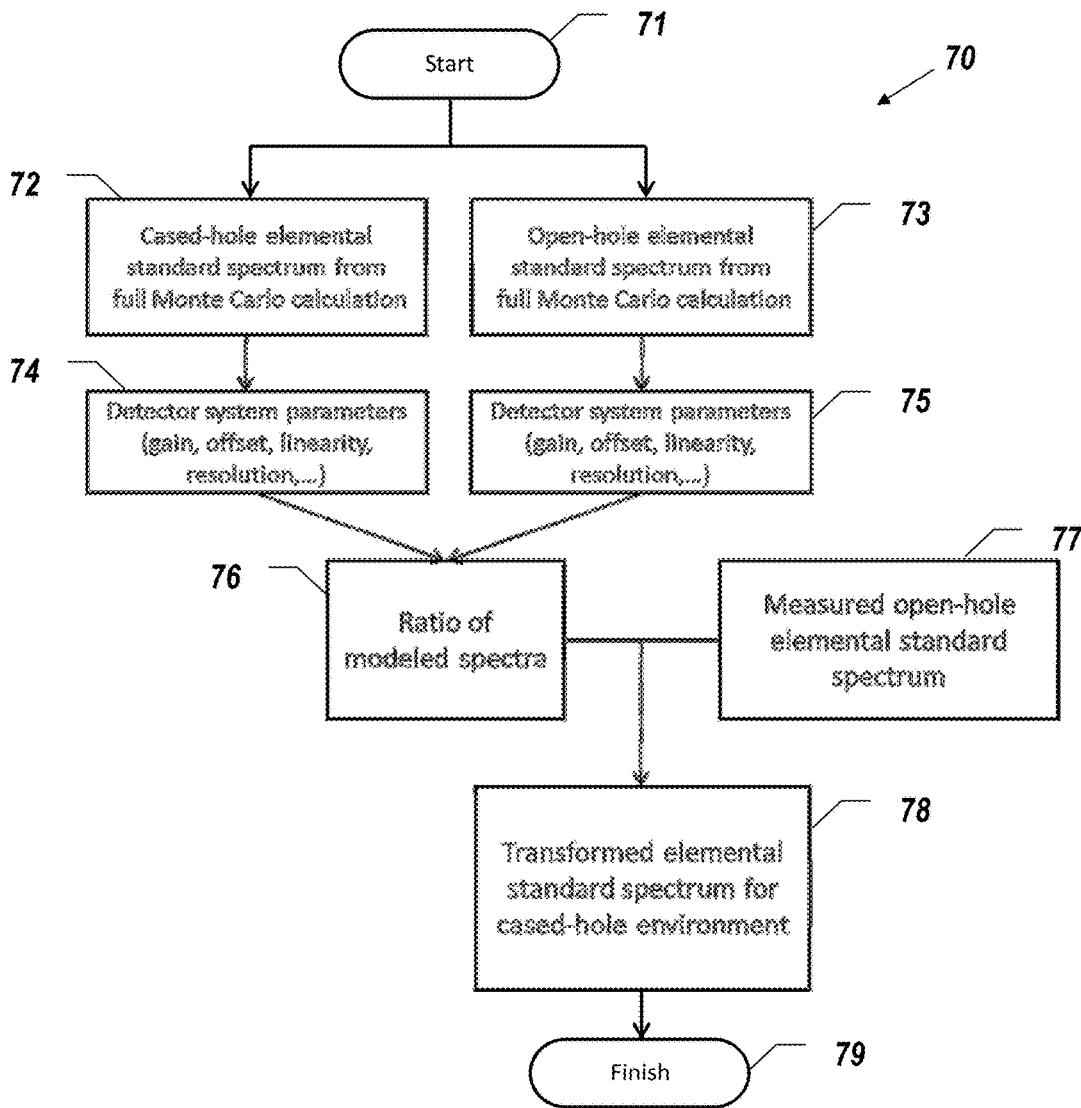 71
Start
70
72
Cased-hole elemental
standard spectrum from
full Monte Carlo calculation
73
Open-hole elemental
standard spectrum from
full Monte Carlo calculation
74
Detector system parameters
(gain, offset, linearity,
resolution,...)
75
Detector system parameters
(gain, offset, linearity,
resolution,...)
76
Ratio of
modeled spectra
77
Measured open-hole
elemental standard
spectrum
78
Transformed elemental
standard spectrum for
cased-hole environment
Finish
79